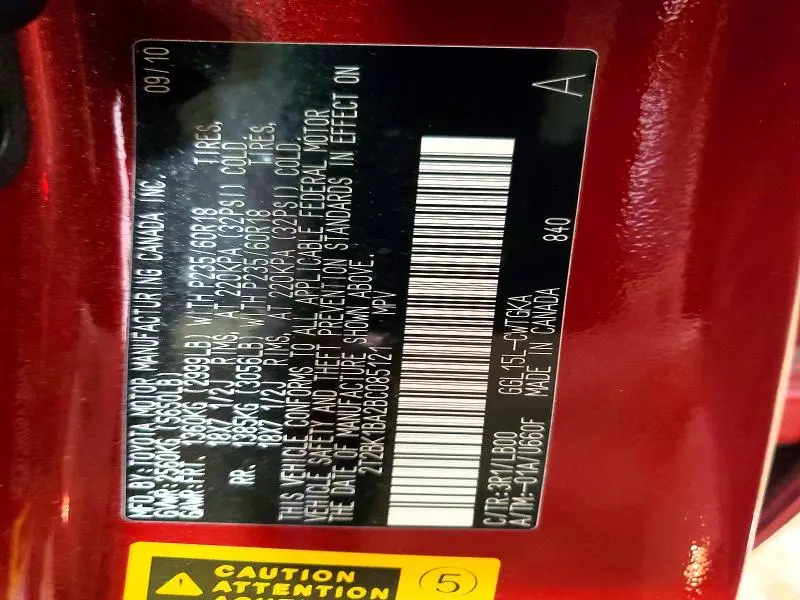 MFD.BY:TOYOTA MOTOR MANUFACTURING CANADA INC. 09/10
GVWR:2560KG (5650LB)
GAWR:FRT. 1360KG (2999LB) WITH P235/60R18 TIRES,
18X7 1/2J RIMS, AT 220KPA (32PSI) COLD.
RR. 1385KG (3056LB) WITH P235/60R18 TIRES,
18X7 1/2J RIMS, AT 220KPA (32PSI) COLD.
THIS VEHICLE CONFORMS TO ALL APPLICABLE FEDERAL MOTOR
VEHICLE SAFETY AND THEFT PREVENTION STANDARDS IN EFFECT ON
THE DATE OF MANUFACTURE SHOWN ABOVE.
2T2BK1BA2BC085121 MPV
C/TR:3R1/LB00 GGL15L-CWTGKA 840 A
A/TM:-01A/U660F MADE IN CANADA
CAUTION
ATTENTION
5